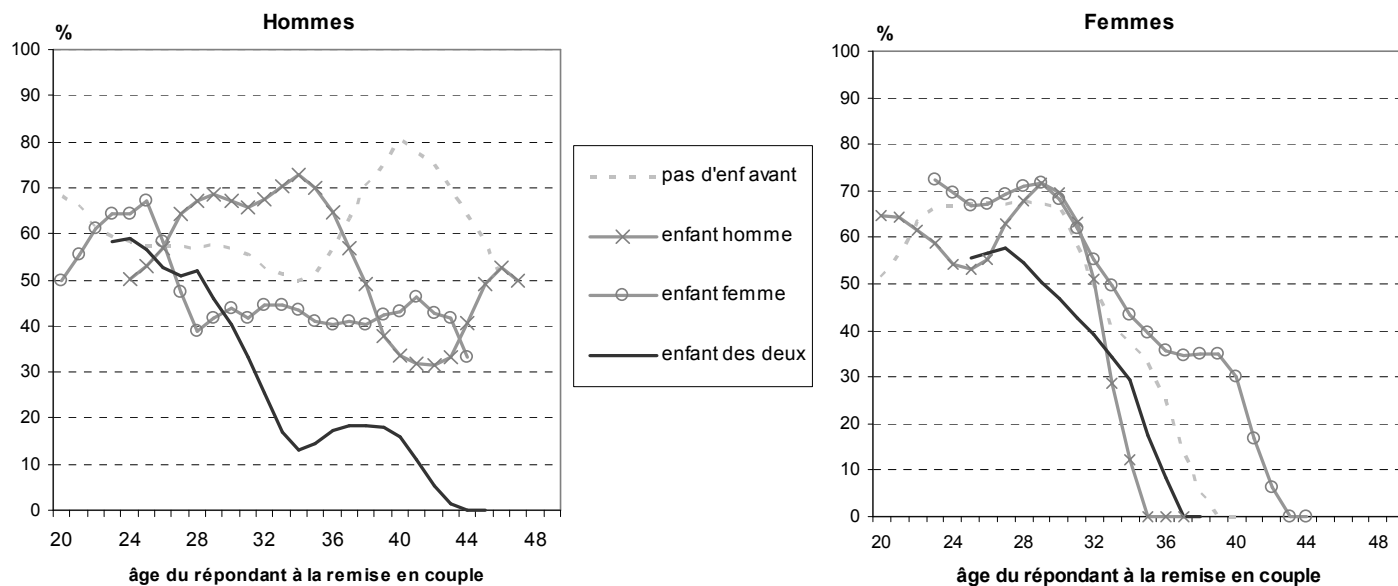 Hommes
%
100
90
80
70
60
50
40
30
20
10
0
20 24 28 32 36 40 44 48
âge du répondant à la remise en couple
pas d'enf avant
enfant homme
enfant femme
enfant des deux
Femmes
%
100
90
80
70
60
50
40
30
20
10
0
20 24 28 32 36 40 44 48
âge du répondant à la remise en couple